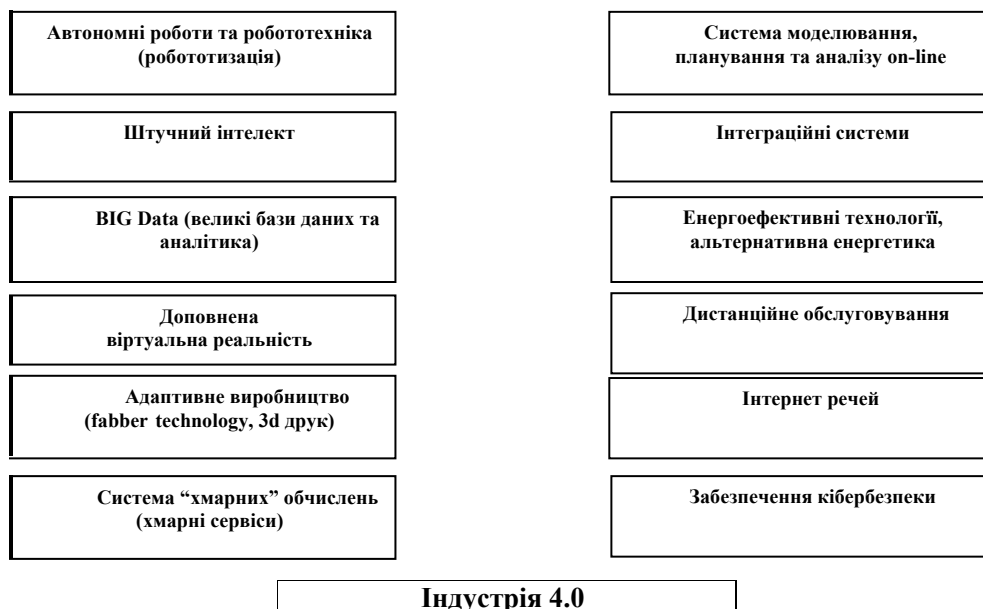 Автономні роботи та робототехніка
(робототизація)
Штучний інтелект
BIG Data (великі бази даних та
аналітика)
Доповнена
віртуальна реальність
Адаптивне виробництво
(fabber technology, 3d друк)
Система “хмарних” обчислень
(хмарні сервіси)
Система моделювання,
планування та аналізу on-line
Інтеграційні системи
Енергоефективні технології,
альтернативна енергетика
Дистанційне обслуговування
Інтернет речей
Забезпечення кібербезпеки
Індустрія 4.0